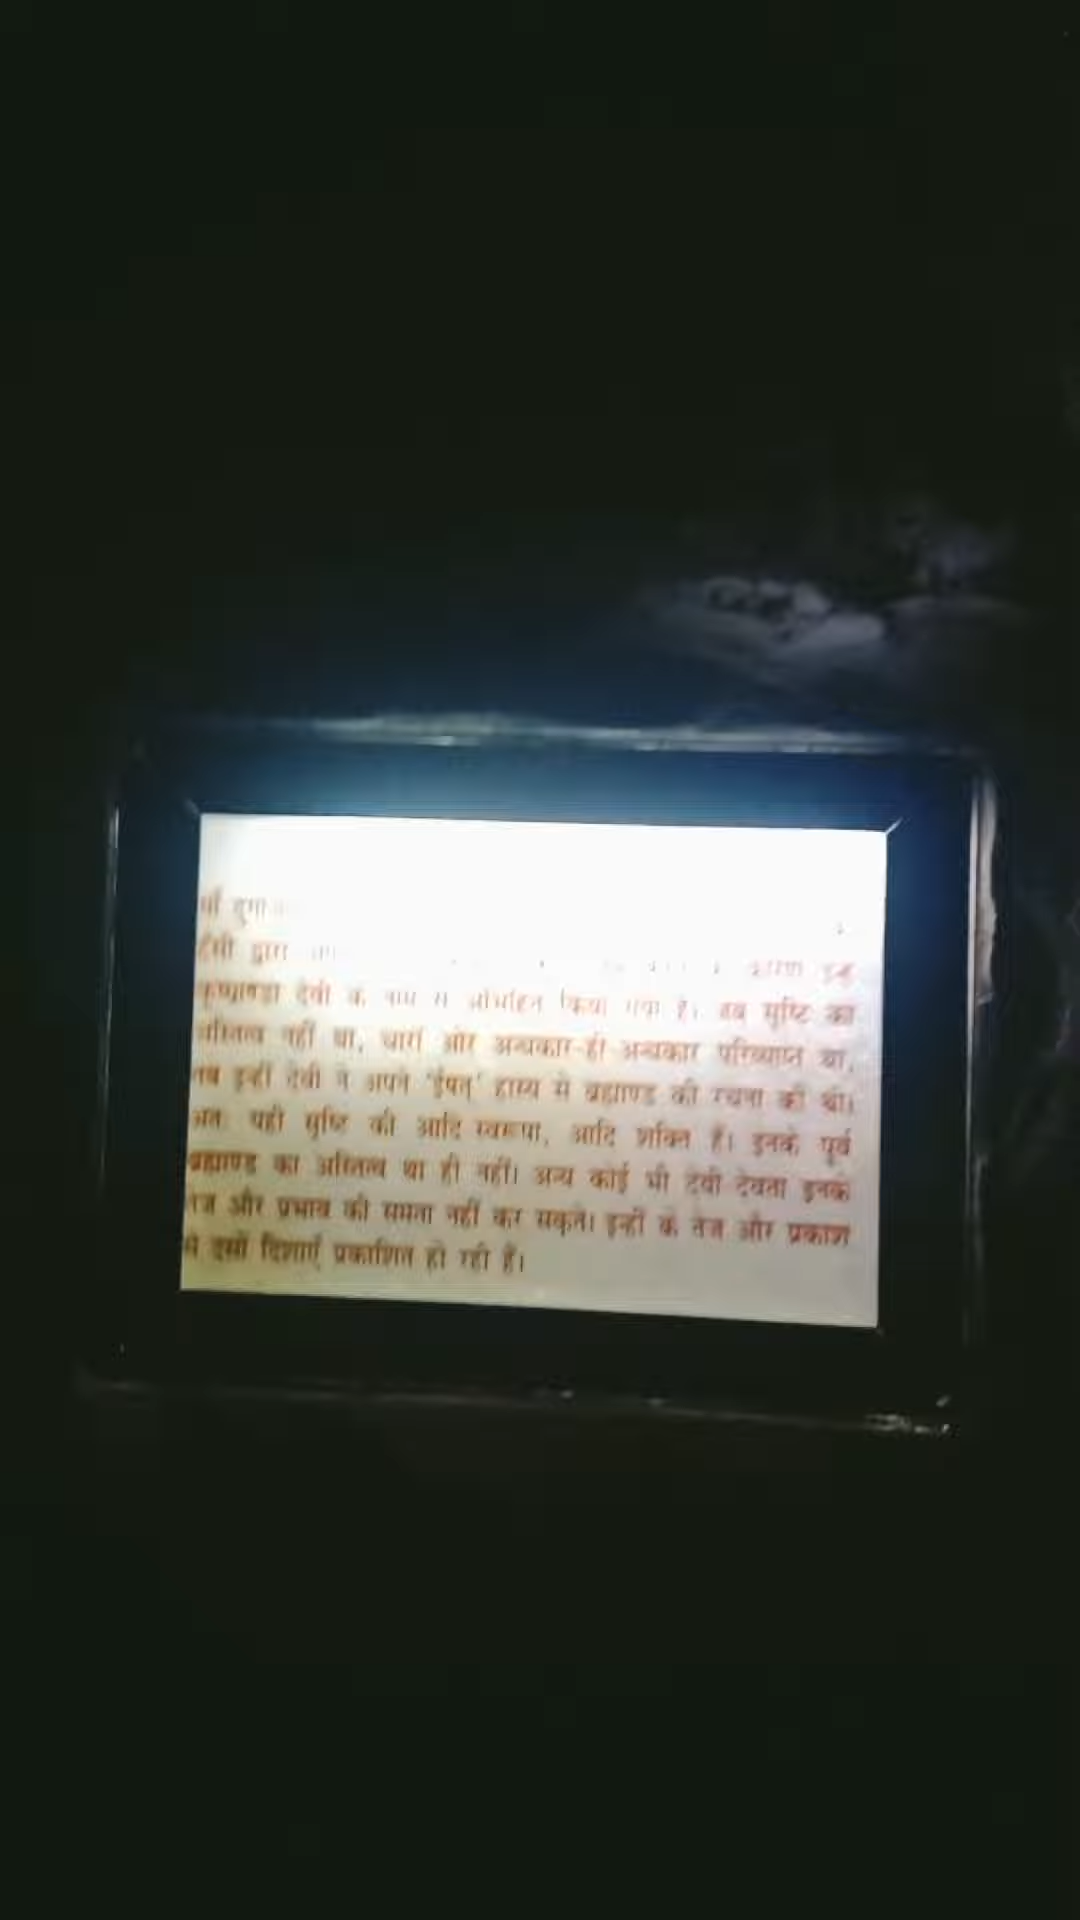 माँ दुर्गा
हँसी द्वारा कारण इन्हें
कूष्माण्डा देवी के नाम से अभिहित किया गया है। जब सृष्टि का
अस्तित्व नहीं था, चारों ओर अन्धकार-ही-अन्धकार परिव्याप्त था,
तब इन्हीं देवी ने अपने 'ईषत्' हास्य से ब्रह्माण्ड की रचना की थी।
अतः यही सृष्टि की आदि स्वरूपा, आदि शक्ति हैं। इनके पूर्व
ब्रह्माण्ड का अस्तित्व था ही नहीं। अन्य कोई भी देवी देवता इनके
तेज और प्रभाव की समता नहीं कर सकते। इन्हीं के तेज और प्रकाश
से दसों दिशाएँ प्रकाशित हो रही हैं।